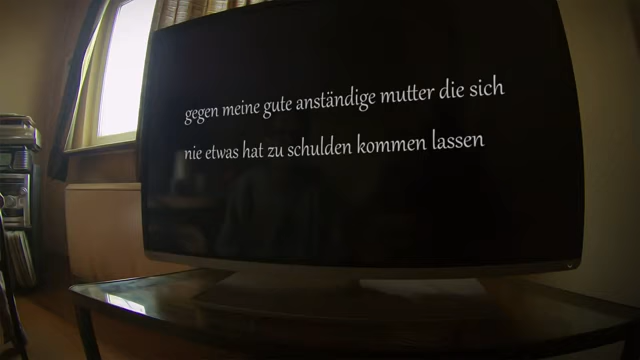 gegen meine gute anständige mutter die sich
nie etwas hat zu schulden kommen lassen